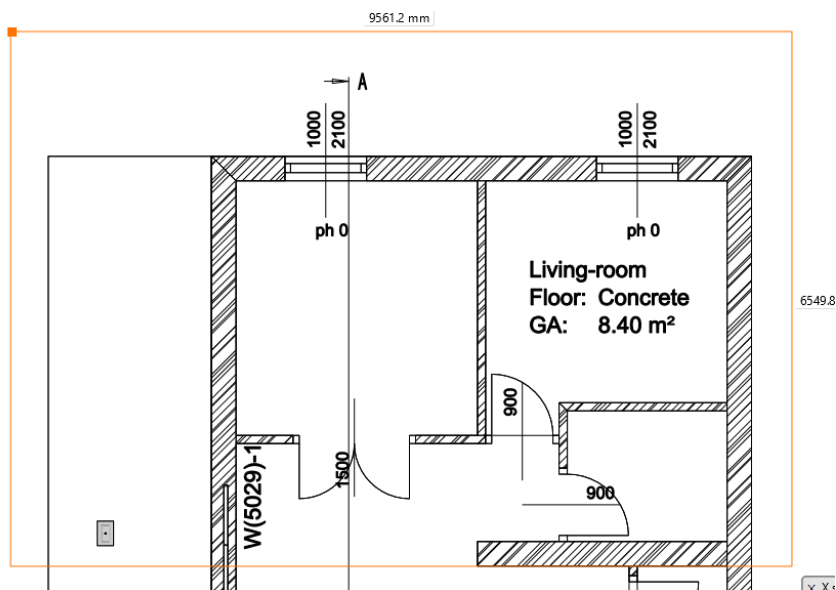 9561.2 mm
A
1000
2100
1000
2100
ph 0
ph 0
Living-room
Floor: Concrete
GA: 8.40 m²
6549.8
900
1500
W(5029)-1
900